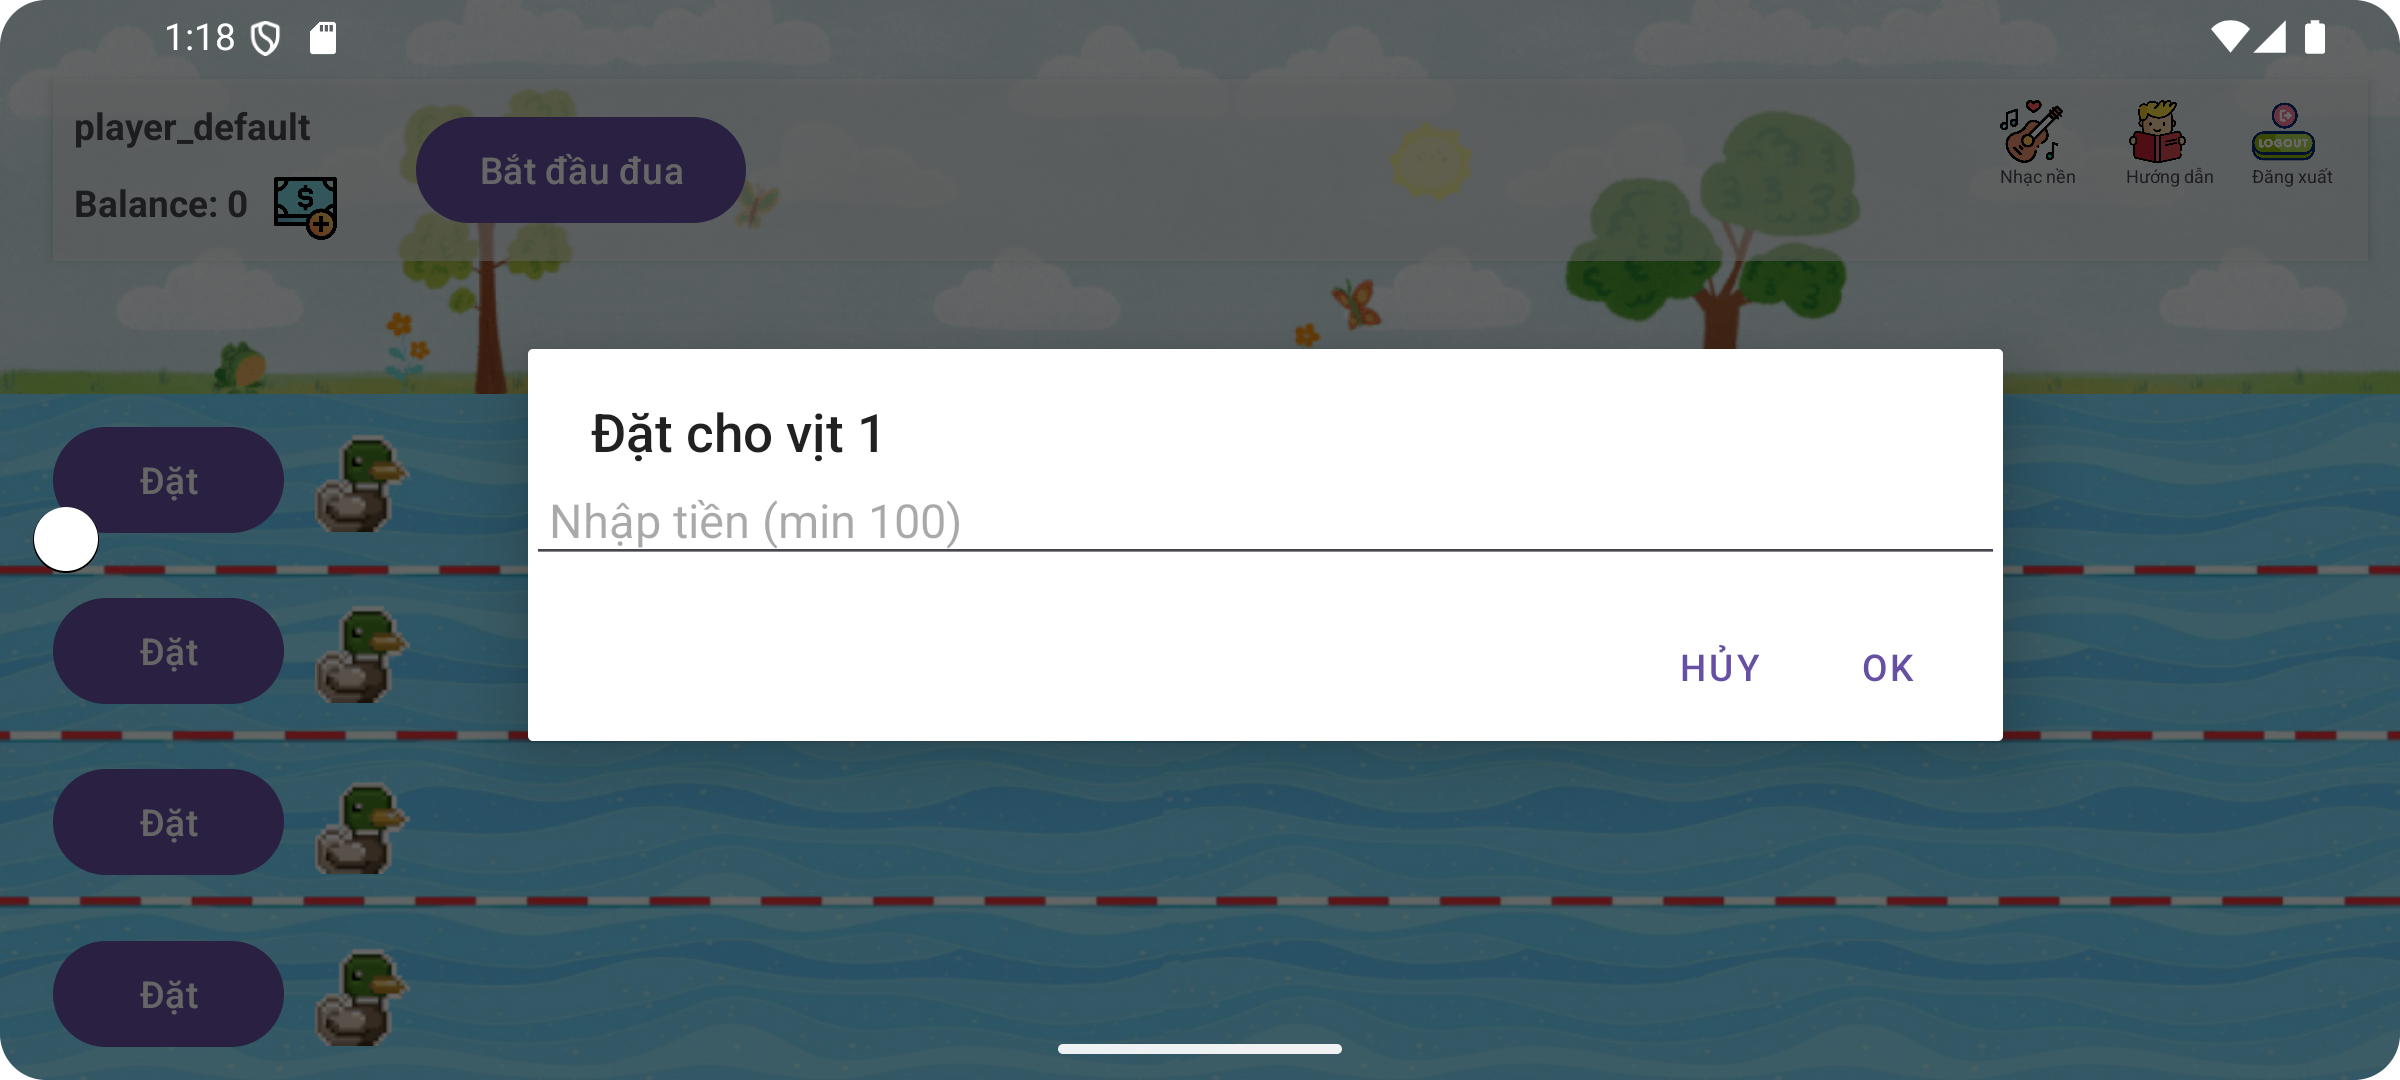 1:18
player_default
Balance: 0
Bắt đầu đua
Nhạc nền
Hướng dẫn
LOGOUT
Đăng xuất
Đặt cho vịt 1
Nhập tiền (min 100)
HỦY
OK
Đặt
Đặt
Đặt
Đặt